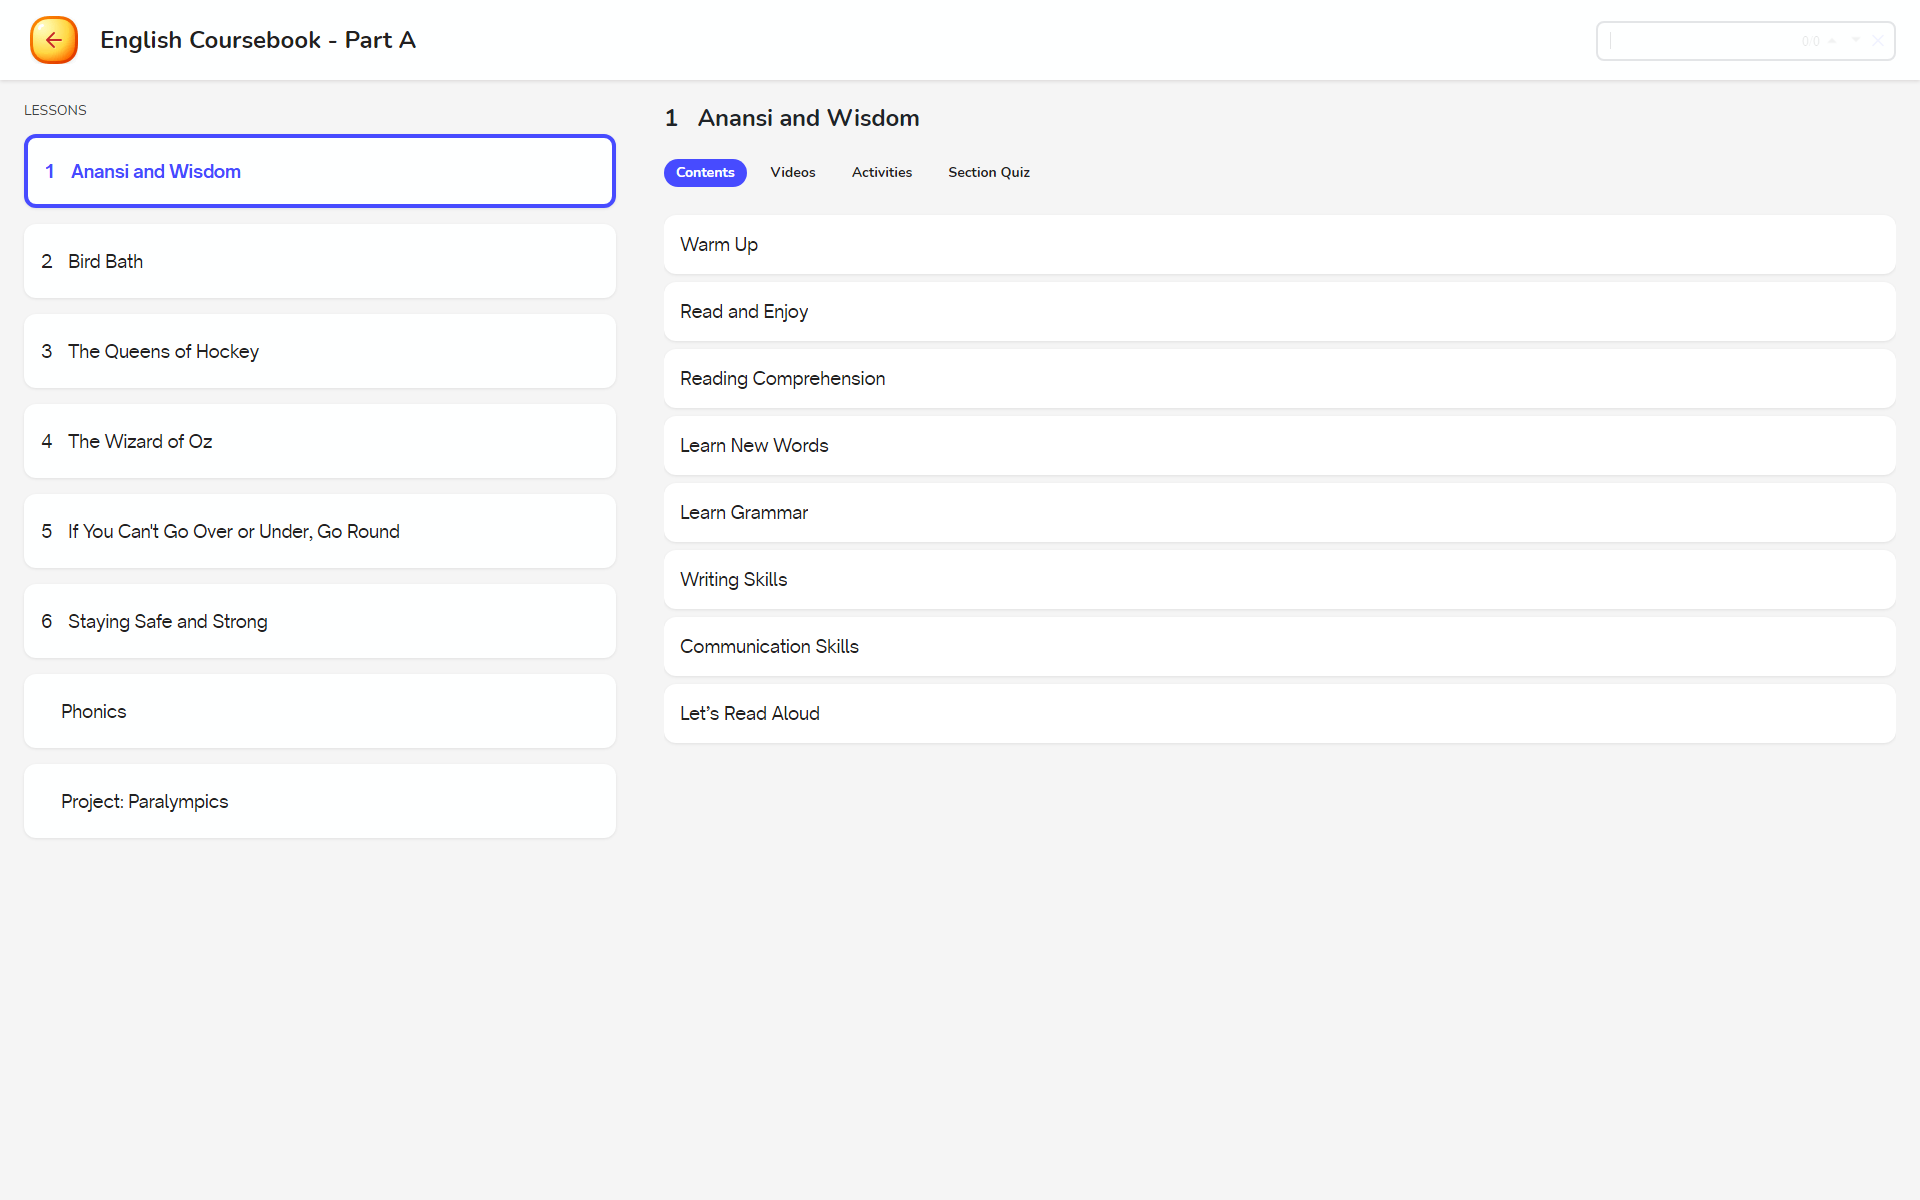 English Coursebook - Part A
0/0
LESSONS
1 Anansi and Wisdom
2 Bird Bath
3 The Queens of Hockey
4 The Wizard of Oz
5 If You Can't Go Over or Under, Go Round
6 Staying Safe and Strong
Phonics
Project: Paralympics
1 Anansi and Wisdom
Contents Videos Activities Section Quiz
Warm Up
Read and Enjoy
Reading Comprehension
Learn New Words
Learn Grammar
Writing Skills
Communication Skills
Let’s Read Aloud